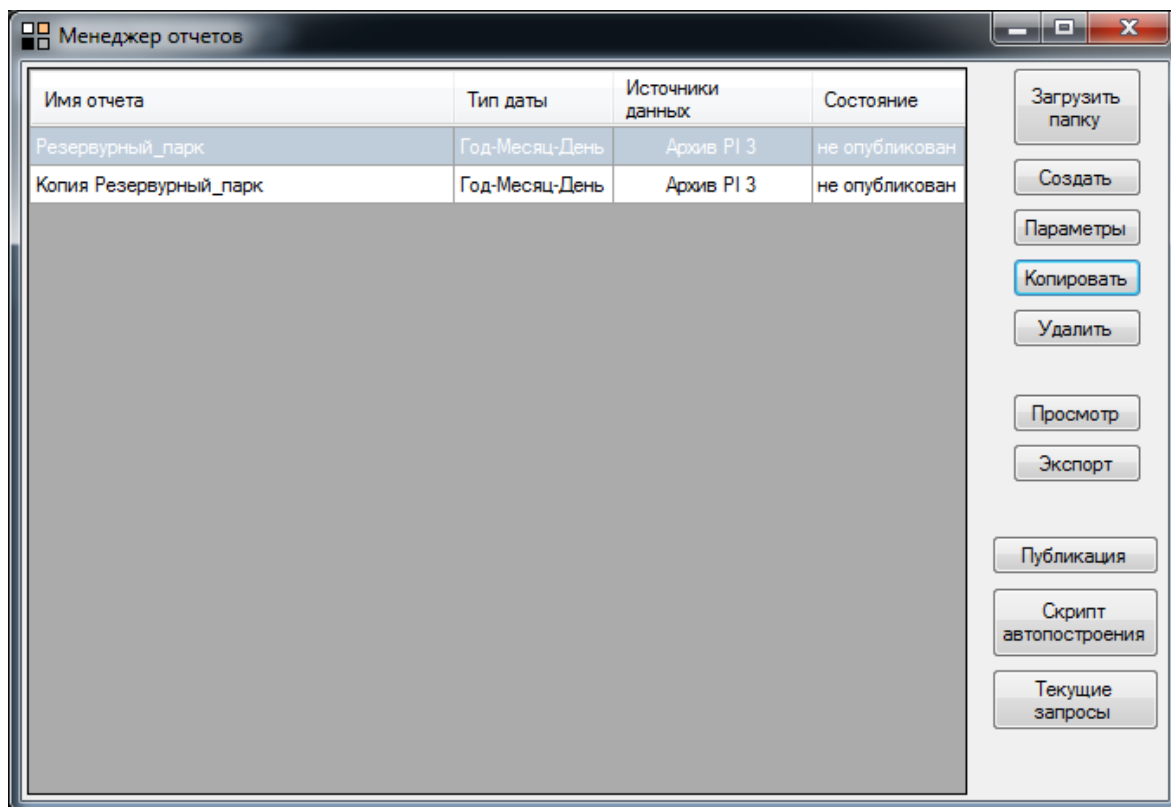 Менеджер отчетов
Имя отчета Тип даты Источники данных Состояние
Резервурный_парк Год-Месяц-День Архив PI 3 не опубликован
Копия Резервурный_парк Год-Месяц-День Архив PI 3 не опубликован
Загрузить
папку
Создать
Параметры
Копировать
Удалить
Просмотр
Экспорт
Публикация
Скрипт
автопостроения
Текущие
запросы